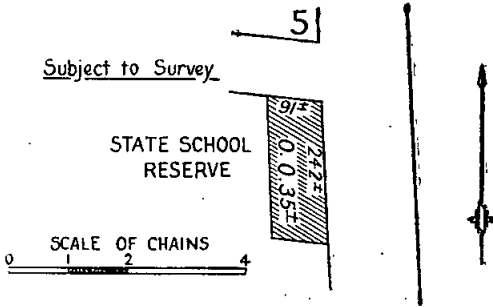 5
Subject to Survey
91±
STATE SCHOOL
RESERVE
242±
0.0.35±
SCALE OF CHAINS
0 1 2 4